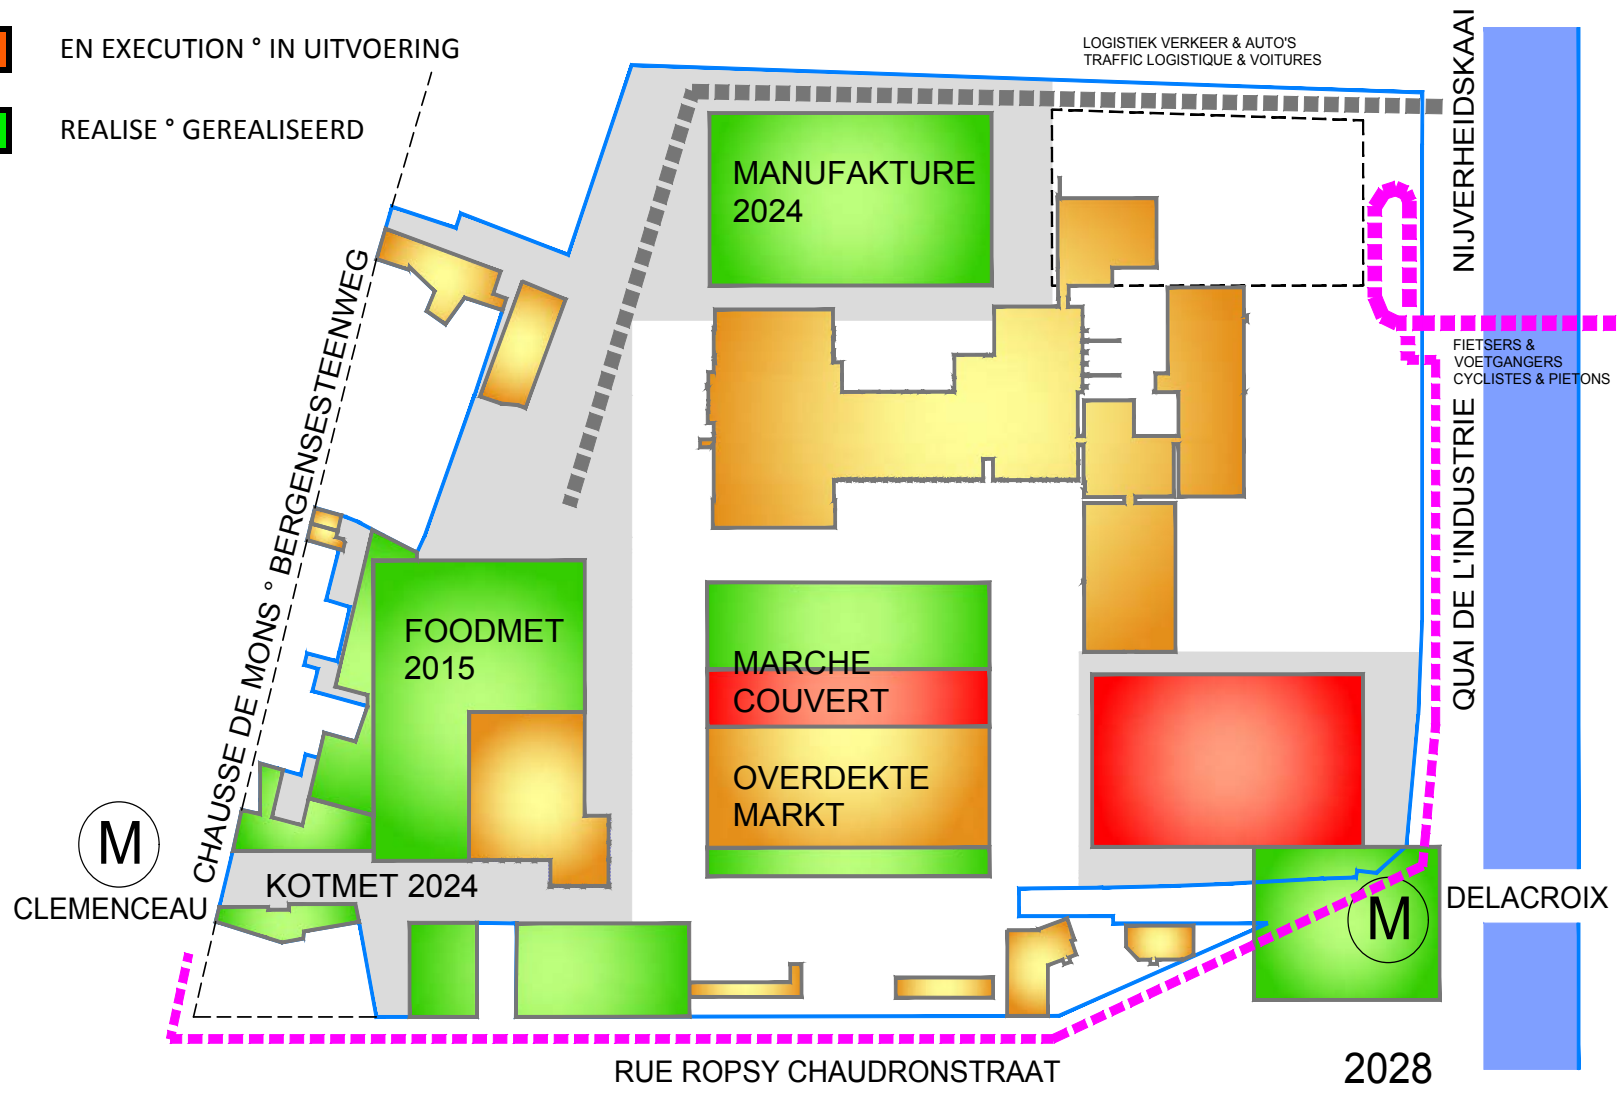 EN EXECUTION ° IN UITVOERING
REALISE ° GEREALISEERD
LOGISTIEK VERKEER & AUTO'S
TRAFFIC LOGISTIQUE & VOITURES
NIJVERHEIDSKAAI
MANUFAKTURE
2024
FIETSERS &
VOETGANGERS
CYCLISTES & PIETONS
QUAI DE L'INDUSTRIE
CHAUSSE DE MONS ° BERGENSESTEENWEG
FOODMET
2015
MARCHE
COUVERT
OVERDEKTE
MARKT
M
CLEMENCEAU
KOTMET 2024
M
DELACROIX
RUE ROPSY CHAUDRONSTRAAT
2028